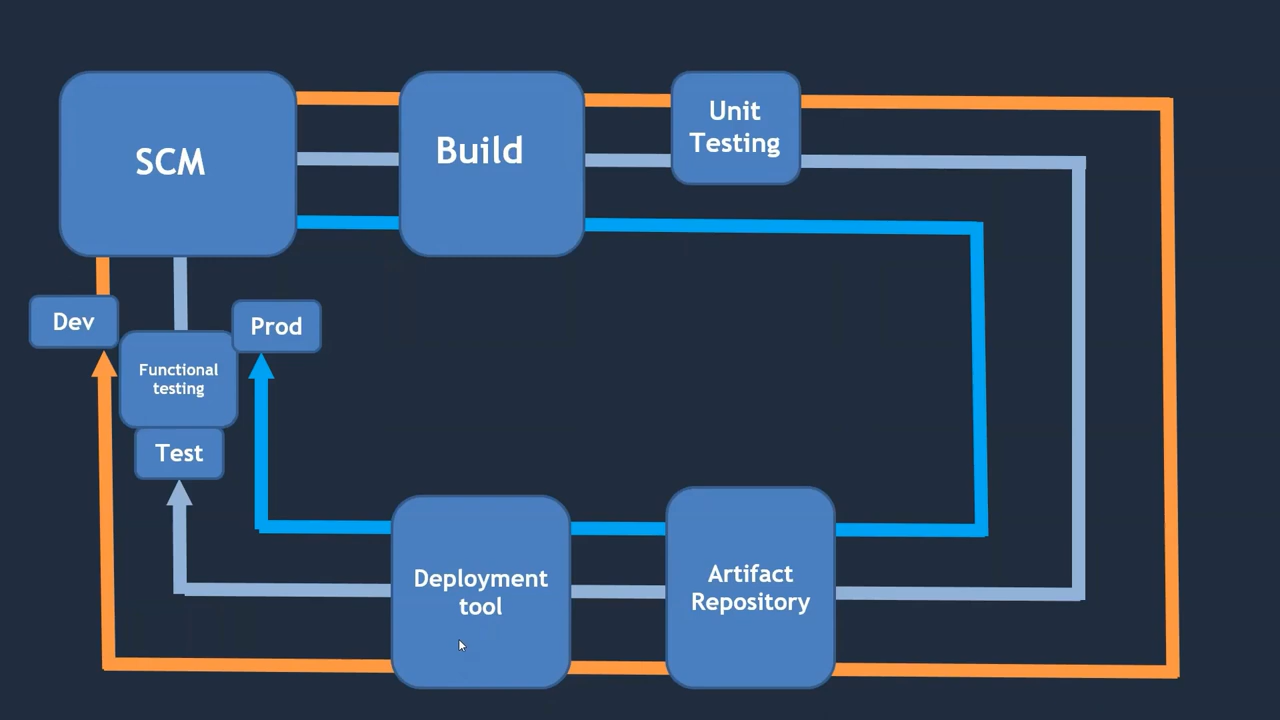 SCM
Build
Unit
Testing
Dev
Prod
Functional
testing
Test
Deployment
tool
Artifact
Repository